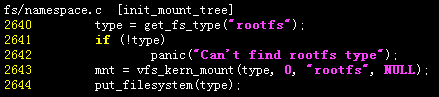 fs/namespace.c  [init_mount_tree]
2640         type = get_fs_type("rootfs");
2641         if (!type)
2642                 panic("Can't find rootfs type");
2643         mnt = vfs_kern_mount(type, 0, "rootfs", NULL);
2644         put_filesystem(type);